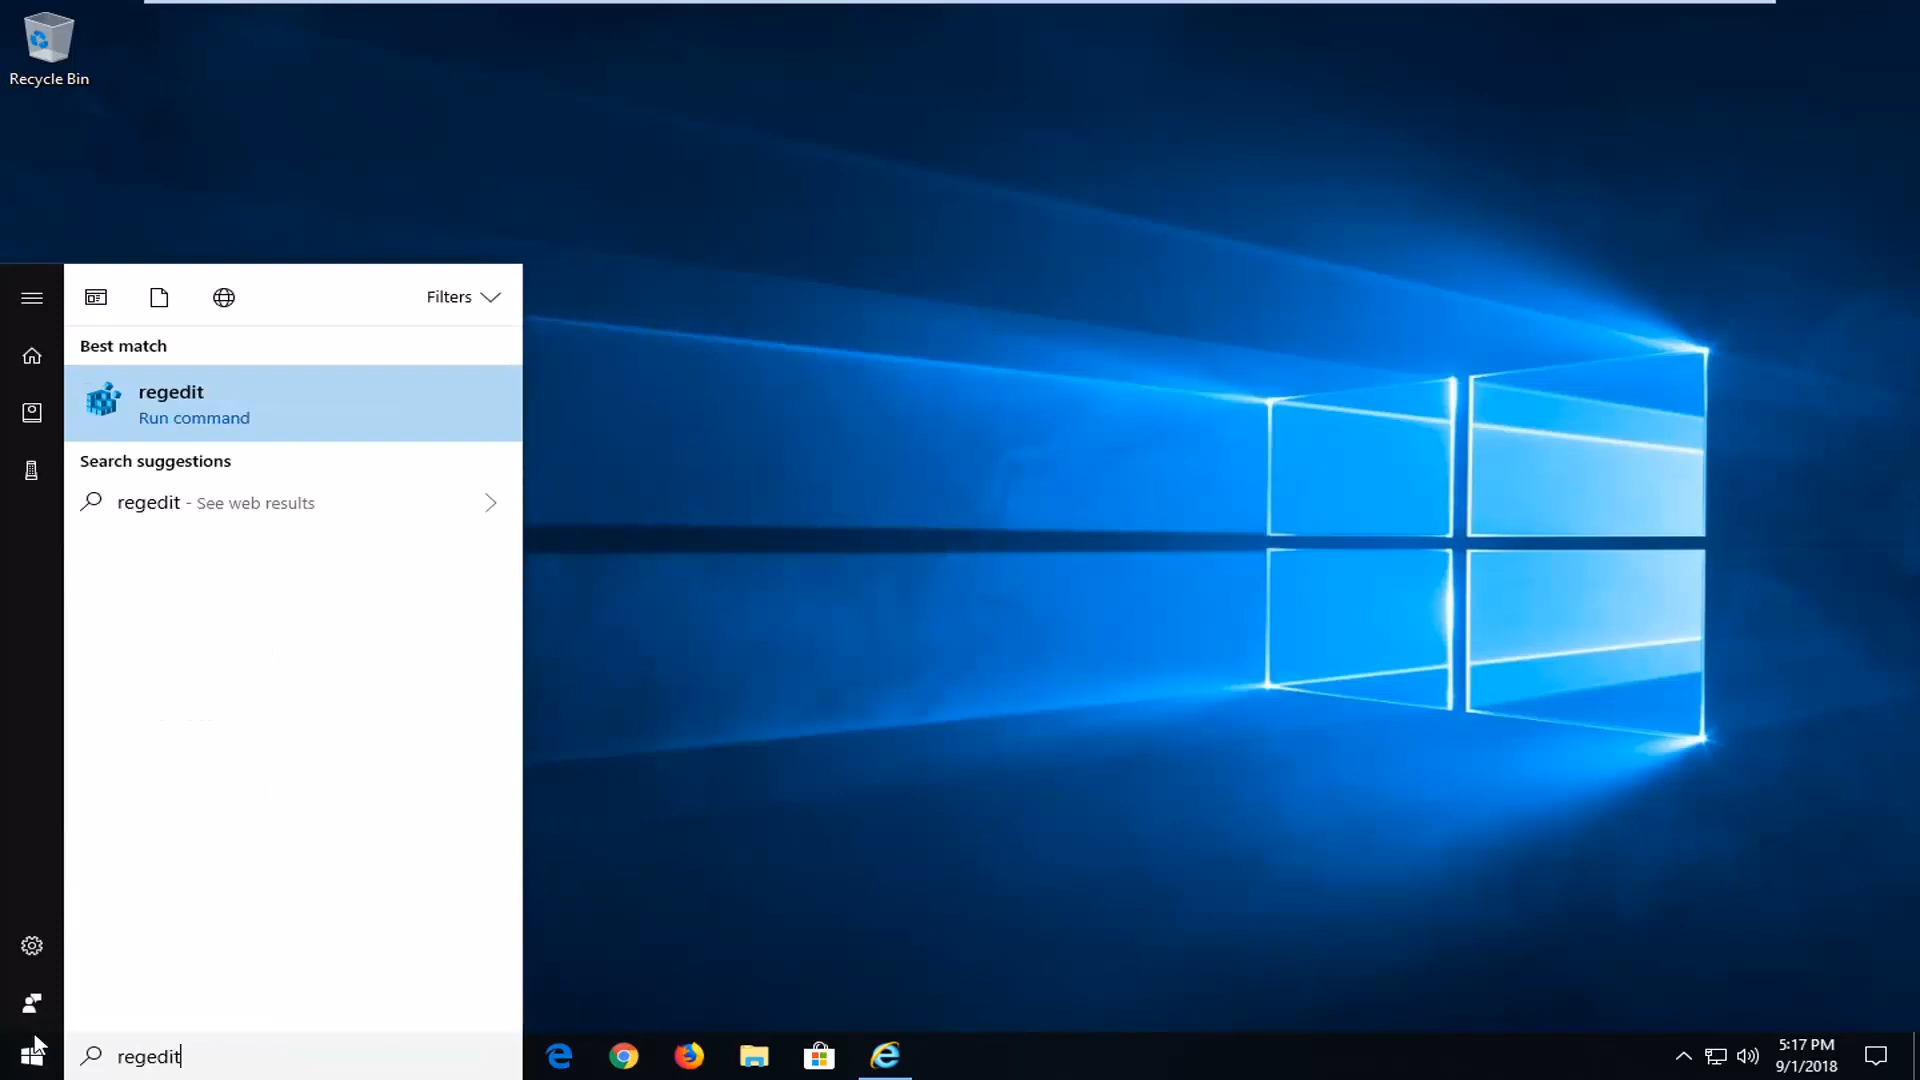 Recycle Bin
Filters
Best match
regedit
Run command
Search suggestions
regedit - See web results
regedit
5:17 PM
9/1/2018